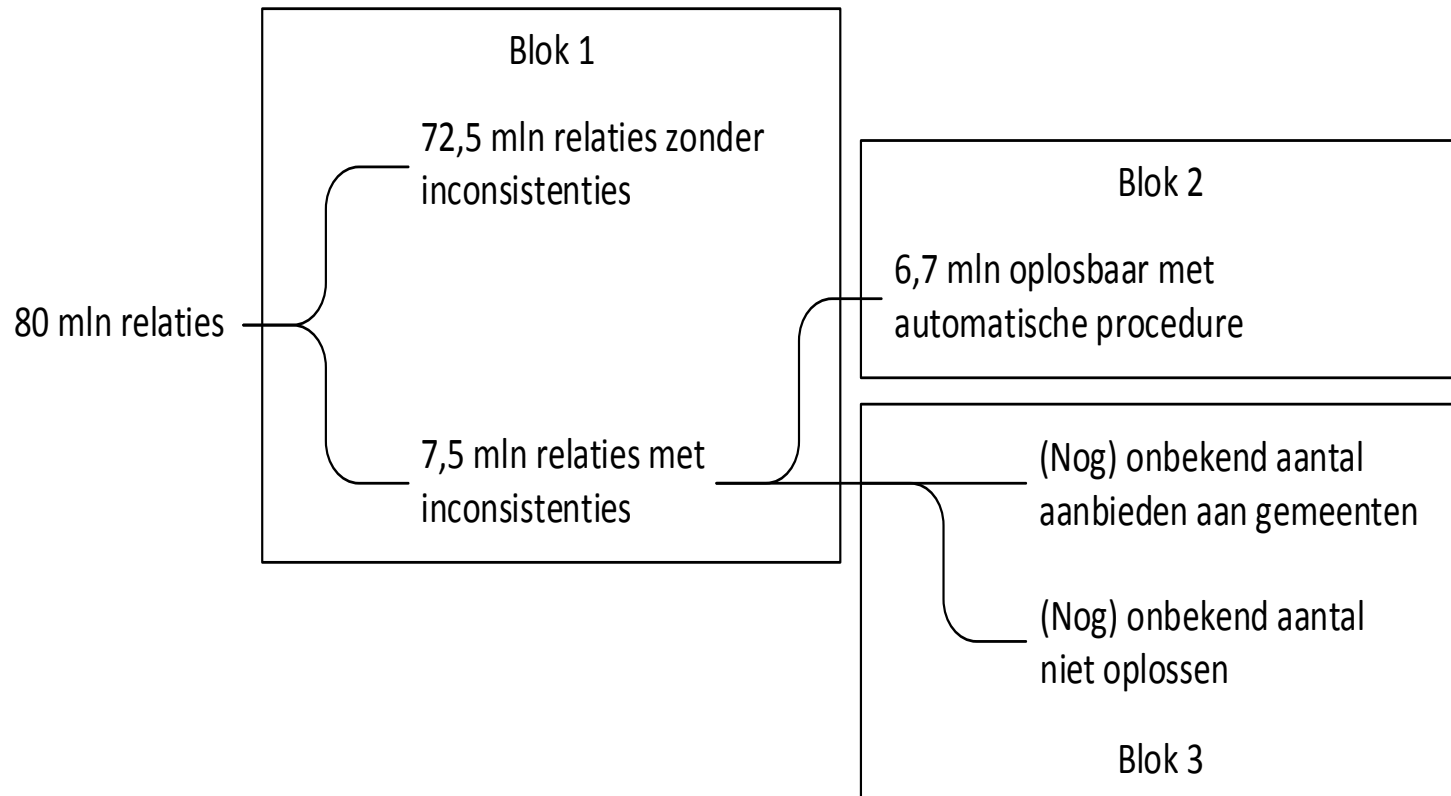 Blok 1
72,5 mln relaties zonder
inconsistenties
80 mln relaties
7,5 mln relaties met
inconsistenties
Blok 2
6,7 mln oplosbaar met
automatische procedure
(Nog) onbekend aantal
aanbieden aan gemeenten
(Nog) onbekend aantal
niet oplossen
Blok 3